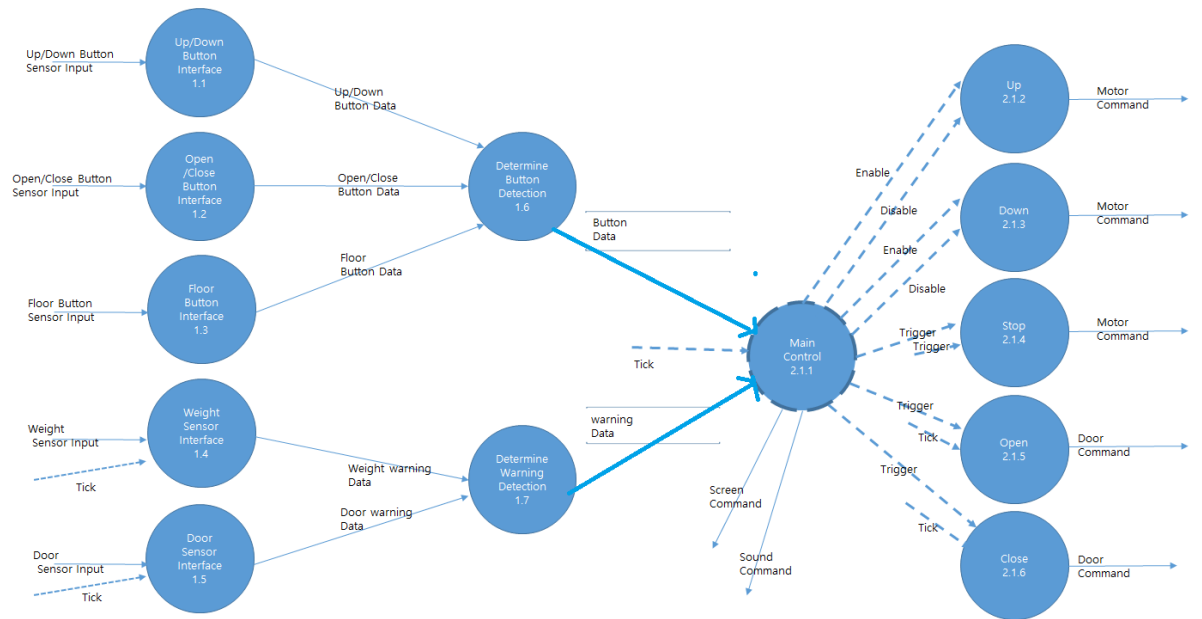 Up/Down Button
Sensor Input
Up/Down
Button
Interface
1.1
Up/Down
Button Data
Open/Close Button
Sensor Input
Open
/Close
Button
Interface
1.2
Open/Close
Button Data
Floor Button
Sensor Input
Floor
Button
Interface
1.3
Floor
Button Data
Determine
Button
Detection
1.6
Button
Data
Weight
Sensor Input
Tick
Weight
Sensor
Interface
1.4
Weight warning
Data
Door
Sensor Input
Tick
Door
Sensor
Interface
1.5
Door warning
Data
Determine
Warning
Detection
1.7
warning
Data
Tick
Main
Control
2.1.1
Screen
Command
Sound
Command
Enable
Disable
Up
2.1.2
Motor
Command
Enable
Disable
Down
2.1.3
Motor
Command
Trigger
Trigger
Stop
2.1.4
Motor
Command
Trigger
Tick
Open
2.1.5
Door
Command
Trigger
Tick
Close
2.1.6
Door
Command